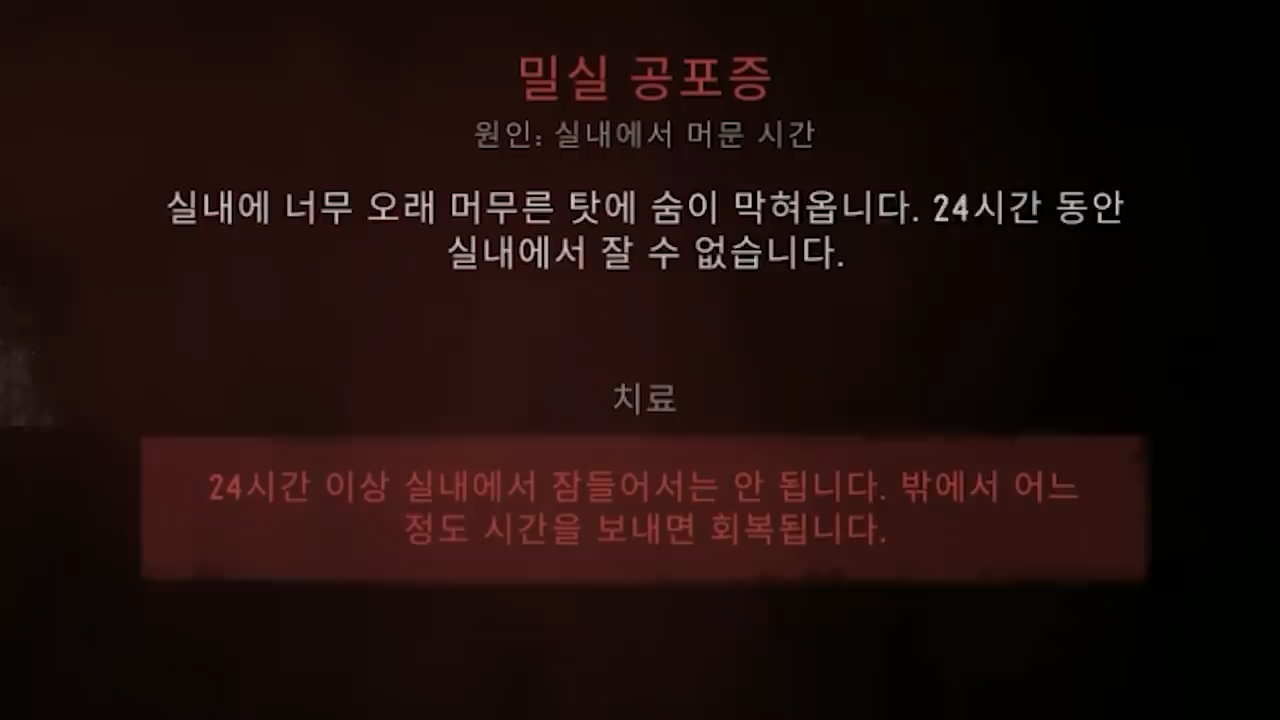 밀실 공포증
원인: 실내에서 머문 시간
실내에 너무 오래 머무른 탓에 숨이 막혀옵니다. 24시간 동안
실내에서 잘 수 없습니다.
치료
24시간 이상 실내에서 잠들어서는 안 됩니다. 밖에서 어느
정도 시간을 보내면 회복됩니다.